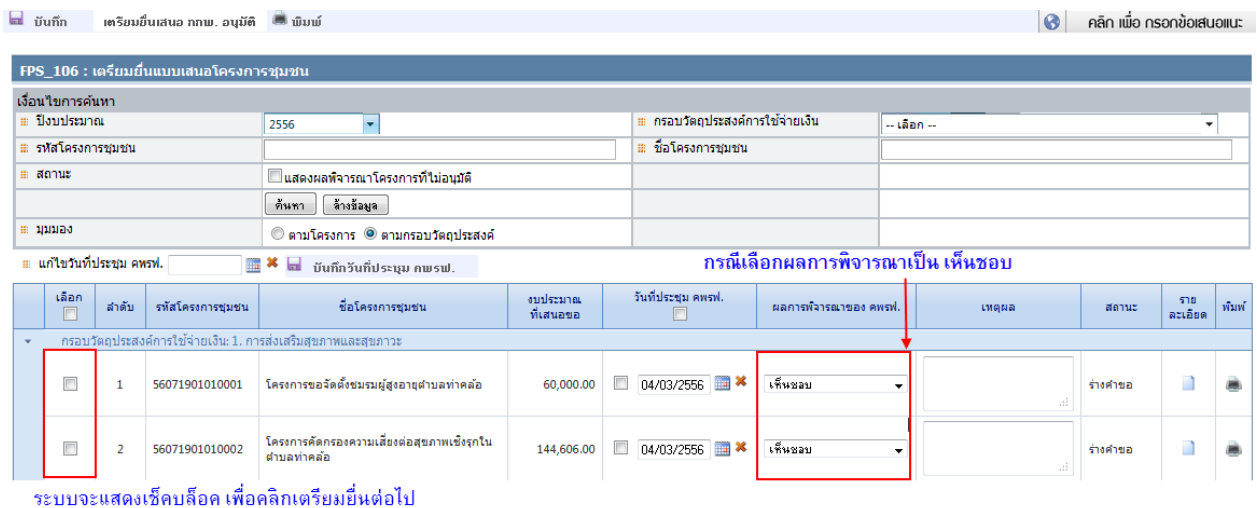 บันทึก เตรียมยื่นเสนอ กกพ. อนุมัติ พิมพ์ คลิก เพื่อ กรอกข้อเสนอแนะ
FPS_106 : เตรียมยื่นแบบเสนอโครงการชุมชน
เงื่อนไขการค้นหา
ปีงบประมาณ 2556 กรอบวัตถุประสงค์การใช้จ่ายเงิน -- เลือก --
รหัสโครงการชุมชน ชื่อโครงการชุมชน
สถานะ แสดงผลพิจารณาโครงการที่ไม่อนุมัติ
ค้นหา ล้างข้อมูล
มุมมอง ตามโครงการ ตามกรอบวัตถุประสงค์
แก้ไขวันที่ประชุม คพรฟ. บันทึกวันที่ประชุม คพรฟ. กรณีเลือกผลการพิจารณาเป็น เห็นชอบ
เลือก ลำดับ รหัสโครงการชุมชน ชื่อโครงการชุมชน งบประมาณ ที่เสนอขอ วันที่ประชุม คพรฟ. ผลการพิจารณาของ คพรฟ. เหตุผล สถานะ ราย ละเอียด พิมพ์
กรอบวัตถุประสงค์การใช้จ่ายเงิน: 1. การส่งเสริมสุขภาพและสุขภาวะ
1 56071901010001 โครงการขอจัดตั้งชมรมผู้สูงอายุตำบลท่าคล้อ 60,000.00 04/03/2556 เห็นชอบ ร่างคำขอ
2 56071901010002 โครงการคัดกรองความเสี่ยงต่อสุขภาพเชิงรุกใน ตำบลท่าคล้อ 144,606.00 04/03/2556 เห็นชอบ ร่างคำขอ
ระบบจะแสดงเช็คบล็อค เพื่อคลิกเตรียมยื่นต่อไป